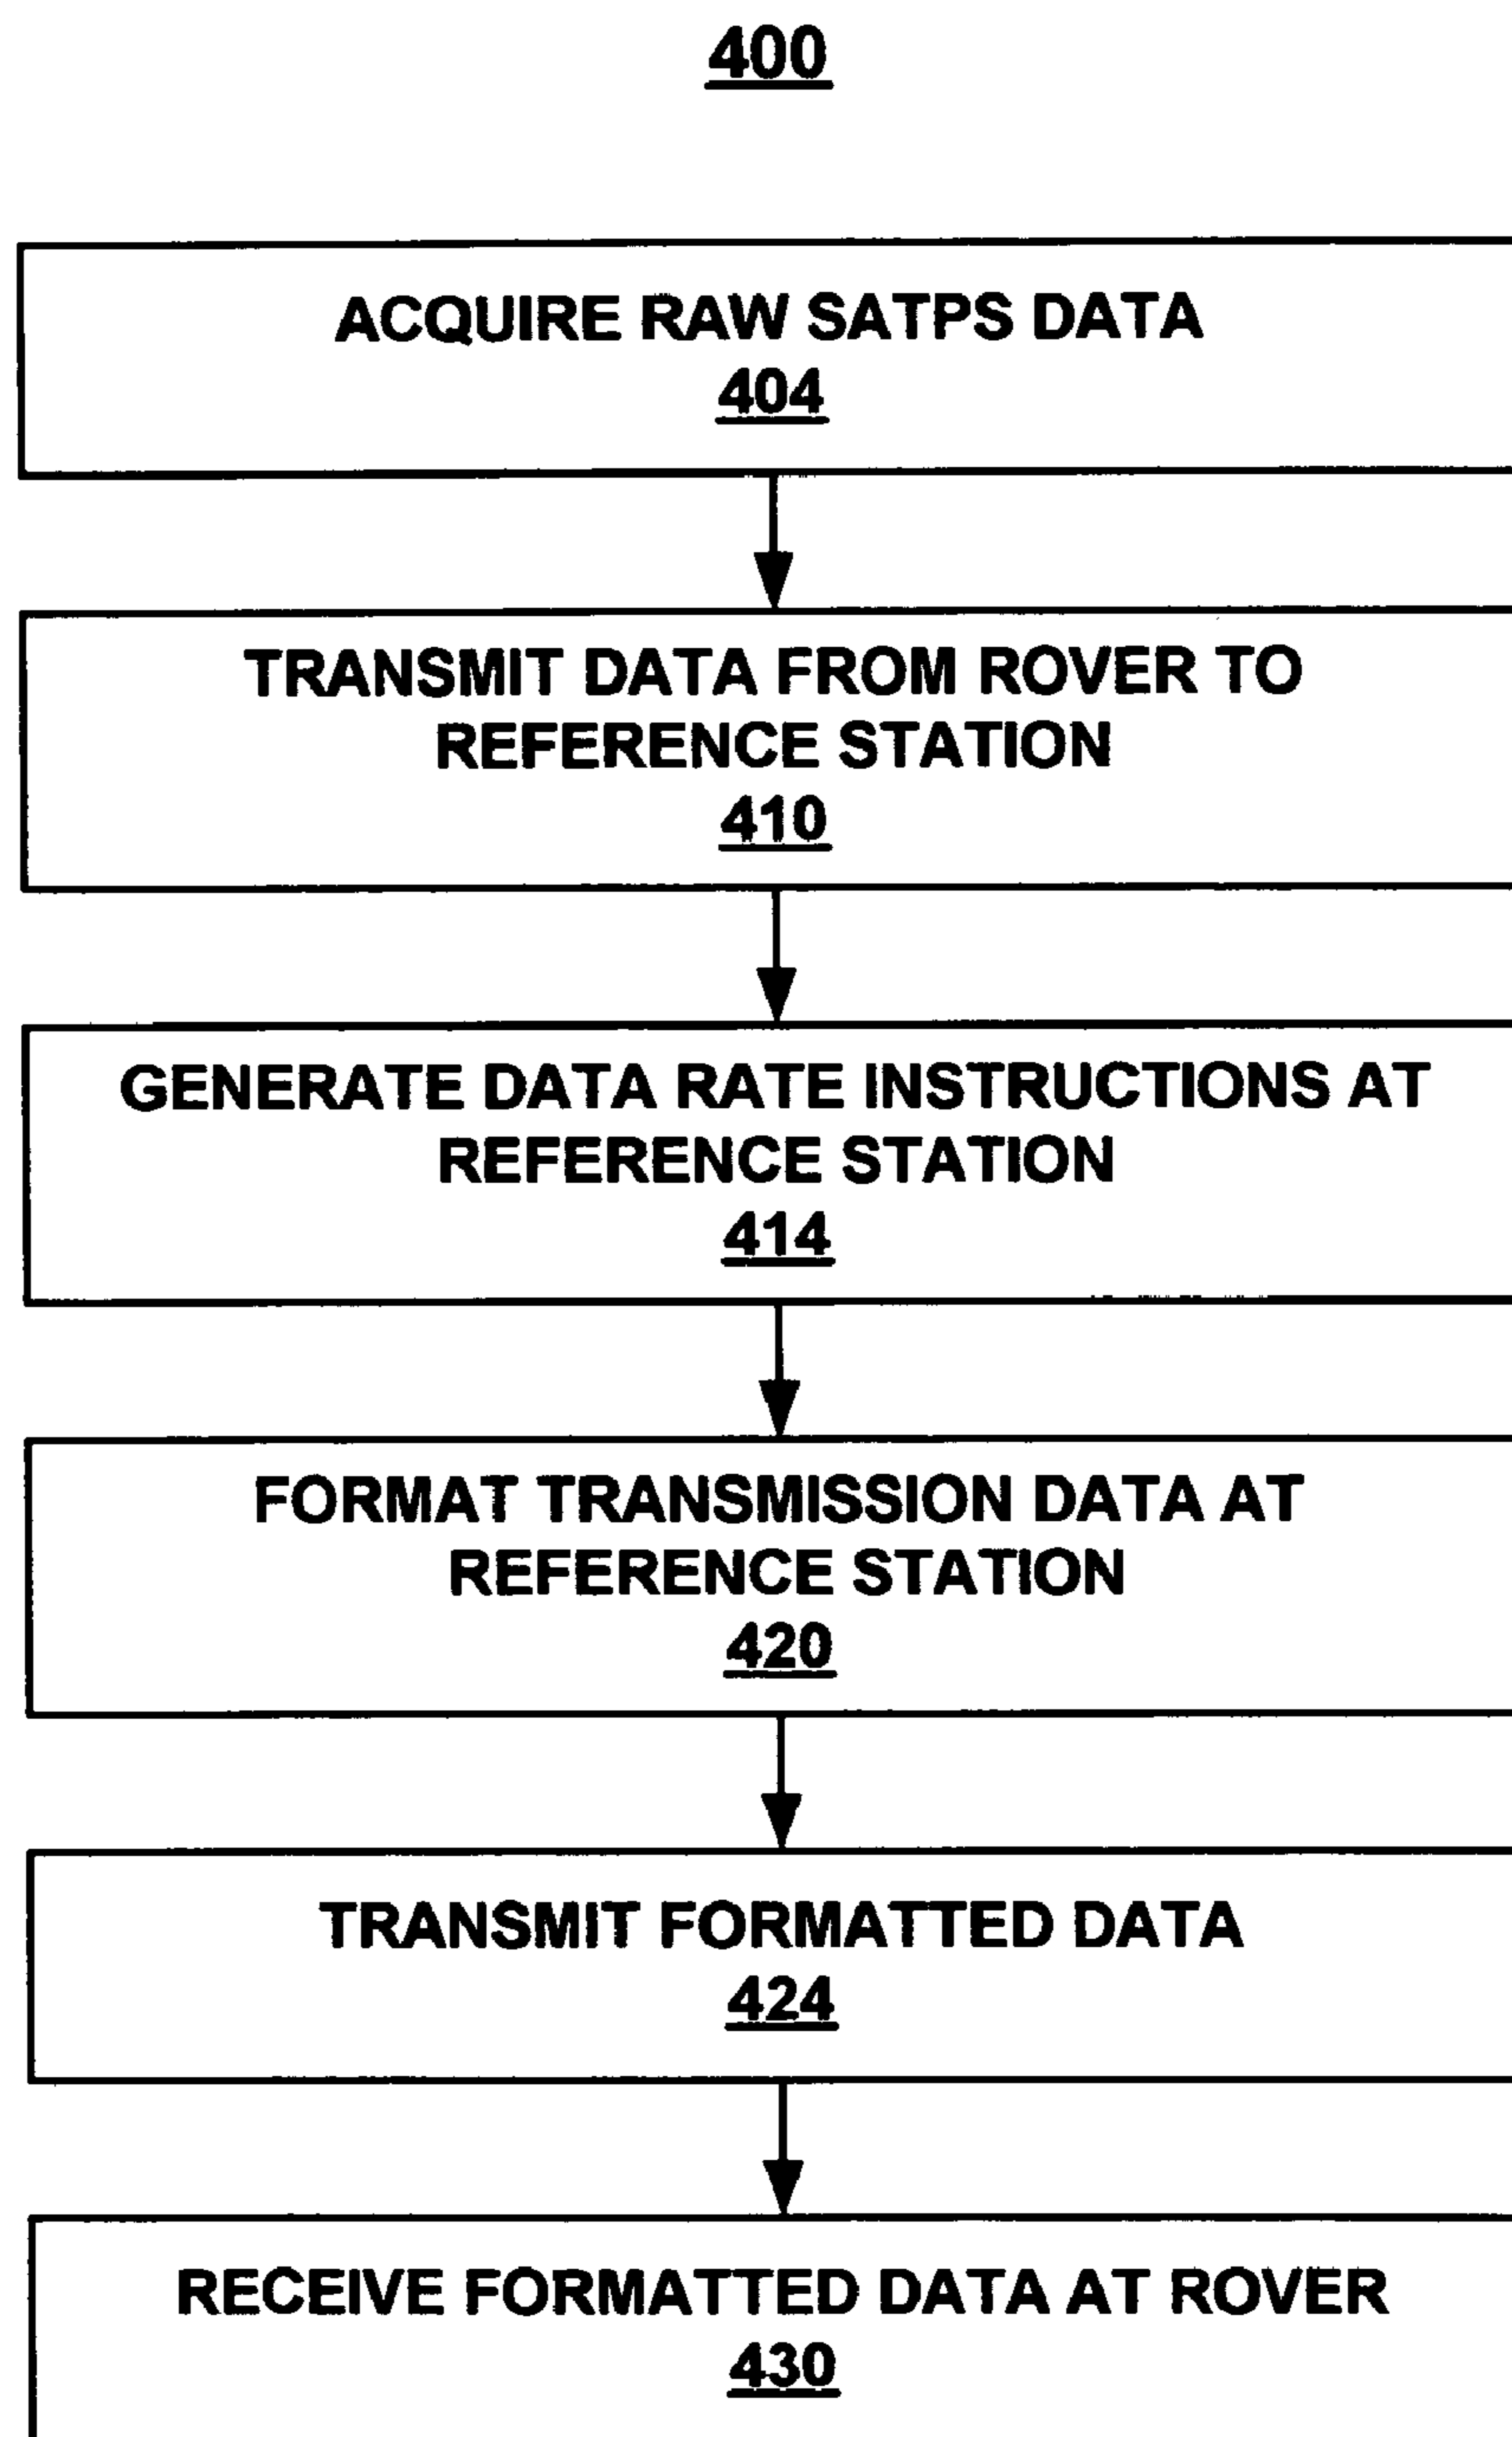 400
ACQUIRE RAW SATPS DATA
404
TRANSMIT DATA FROM ROVER TO
REFERENCE STATION
410
GENERATE DATA RATE INSTRUCTIONS AT
REFERENCE STATION
414
FORMAT TRANSMISSION DATA AT
REFERENCE STATION
420
TRANSMIT FORMATTED DATA
424
RECEIVE FORMATTED DATA AT ROVER
430